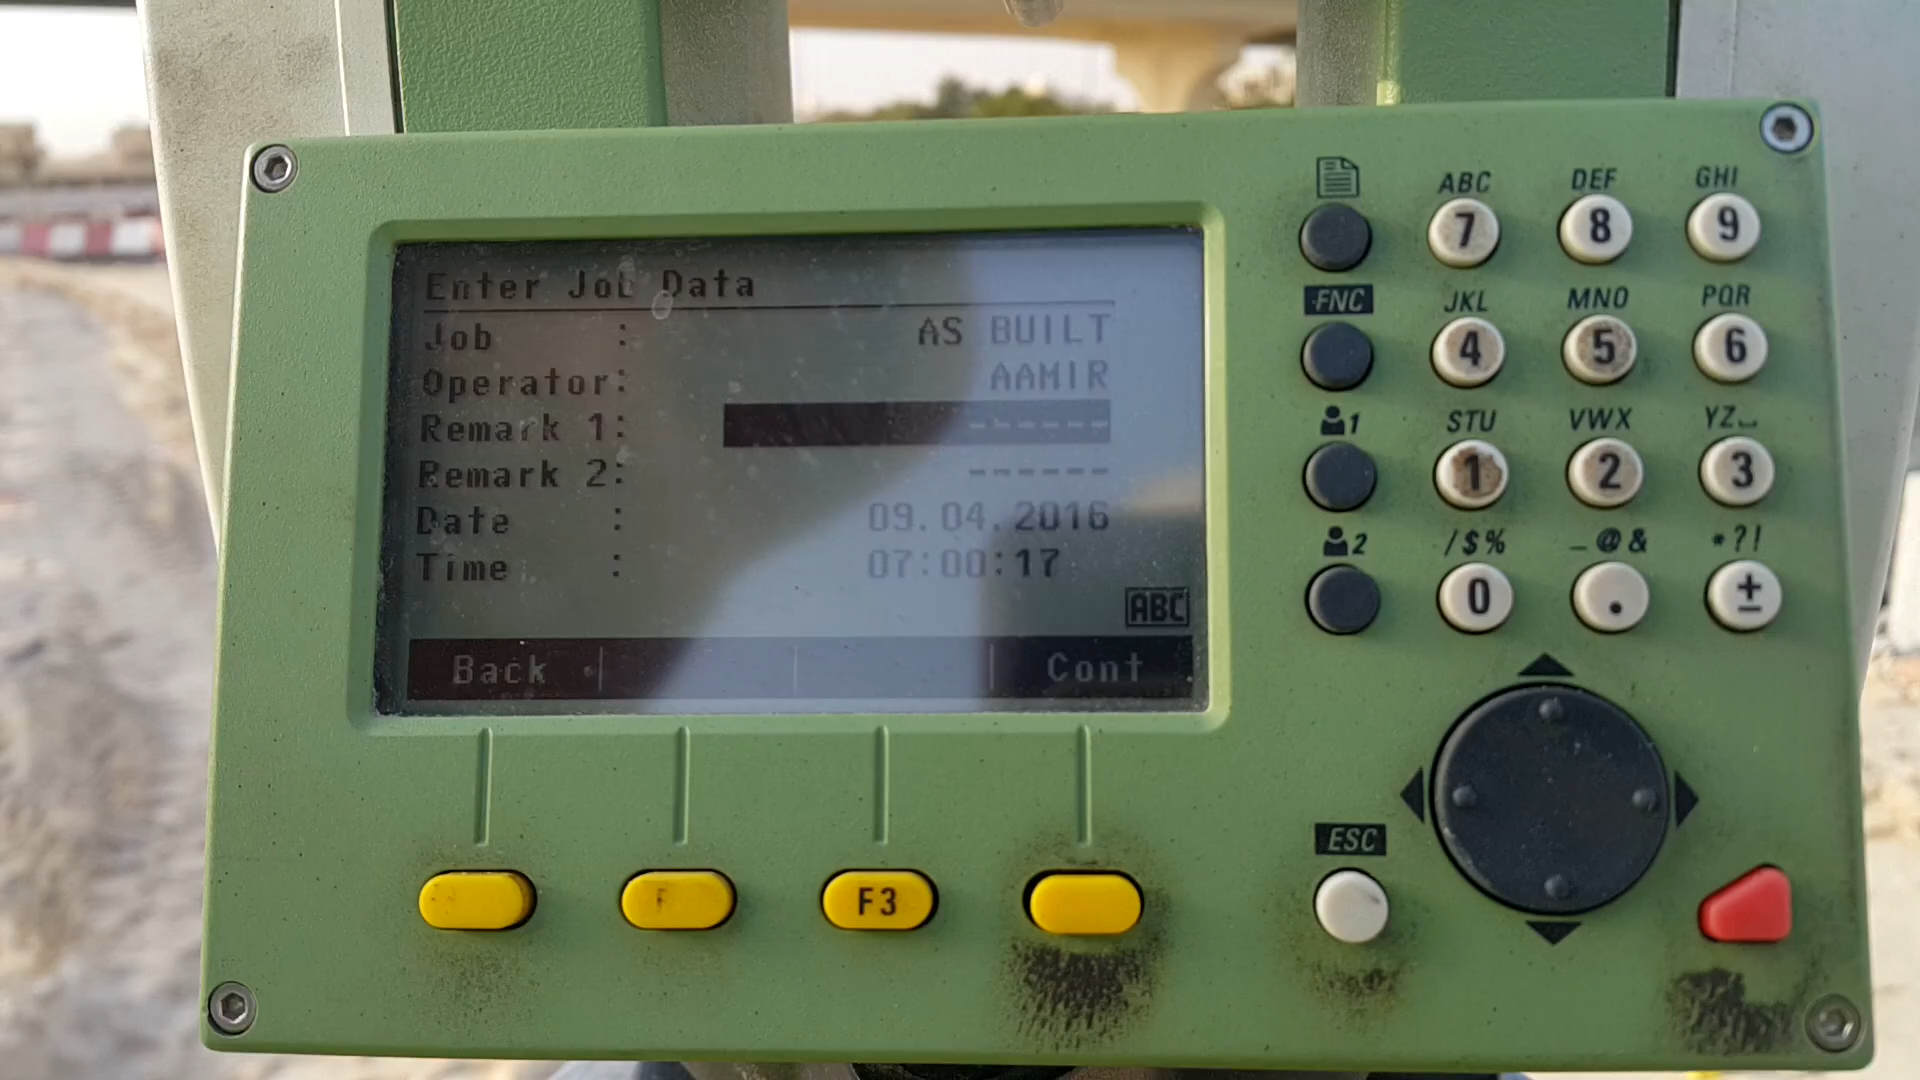 Enter Job Data
Job : AS BUILT
Operator: AAMIR
Remark 1: ------
Remark 2: ------
Date : 09.04.2016
Time : 07:00:17
ABC
Back Cont
F F3
ABC DEF GHI
7 8 9
FNC JKL MNO PQR
4 5 6
1 STU VWX YZ␣
1 2 3
2 /$% _@& *?!
0 . ±
ESC